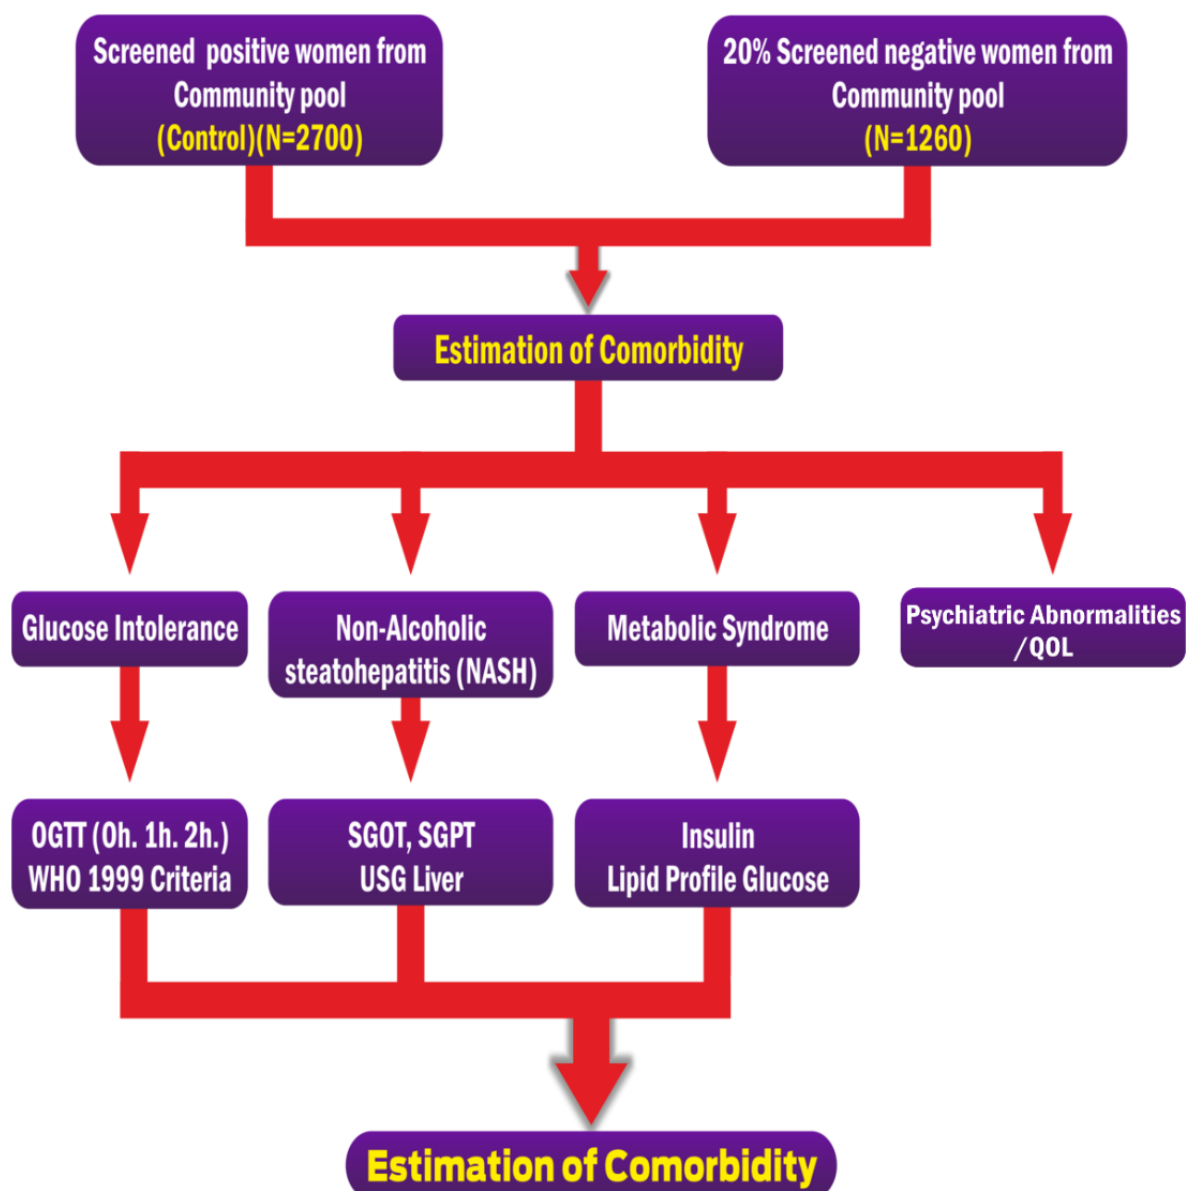 Screened positive women from
Community pool
(Control)(N=2700)
20% Screened negative women from
Community pool
(N=1260)
Estimation of Comorbidity
Glucose Intolerance
Non-Alcoholic
steatohepatitis (NASH)
Metabolic Syndrome
Psychiatric Abnormalities
/QOL
OGTT (0h. 1h. 2h.)
WHO 1999 Criteria
SGOT, SGPT
USG Liver
Insulin
Lipid Profile Glucose
Estimation of Comorbidity